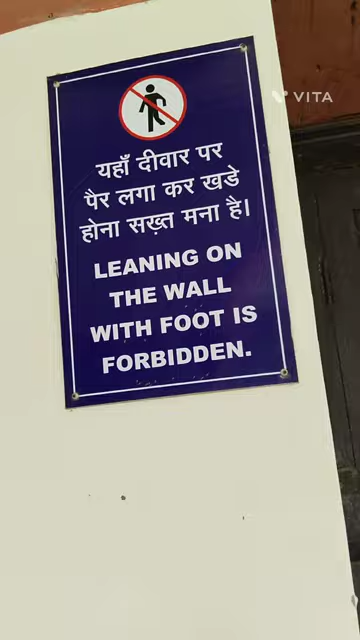 VITA
यहाँ दीवार पर
पैर लगा कर खडे
होना सख़्त मना है।
LEANING ON
THE WALL
WITH FOOT IS
FORBIDDEN.